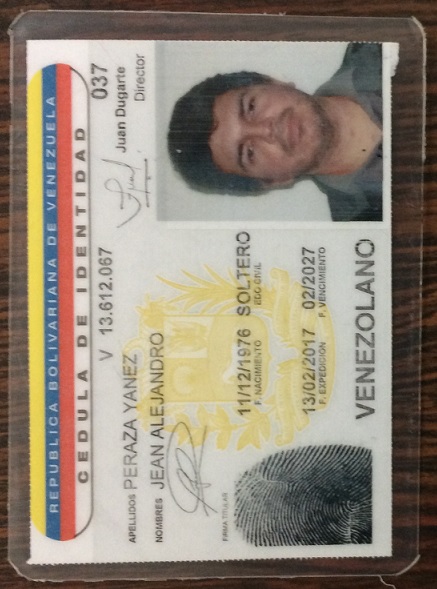 REPUBLICA BOLIVARIANA DE VENEZUELA
CEDULA DE IDENTIDAD
V 13.612.067
037
Juan Dugarte
Director
APELLIDOS PERAZA YANEZ
NOMBRES JEAN ALEJANDRO
FIRMA TITULAR
11/12/1976 SOLTERO
F. NACIMIENTO EDO CIVIL
13/02/2017 02/2027
F. EXPEDICIÓN F. VENCIMIENTO
VENEZOLANO